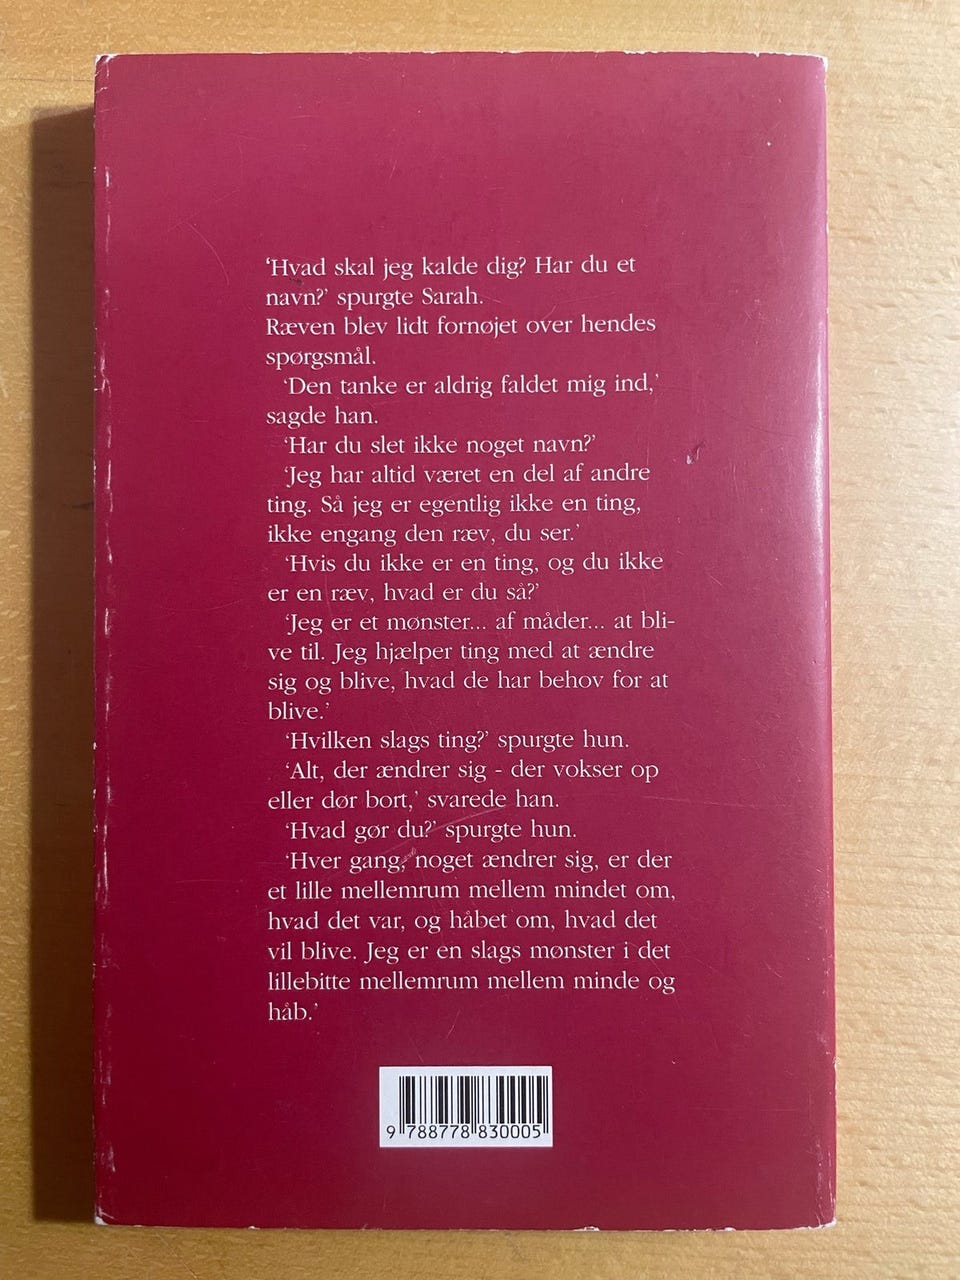 ‘Hvad skal jeg kalde dig? Har du et
navn?’ spurgte Sarah.
Ræven blev lidt fornøjet over hendes
spørgsmål.
‘Den tanke er aldrig faldet mig ind,’
sagde han.
‘Har du slet ikke noget navn?’
‘Jeg har altid været en del af andre
ting. Så jeg er egentlig ikke en ting,
ikke engang den ræv, du ser.’
‘Hvis du ikke er en ting, og du ikke
er en ræv, hvad er du så?’
‘Jeg er et mønster... af måder... at bli-
ve til. Jeg hjælper ting med at ændre
sig og blive, hvad de har behov for at
blive.’
‘Hvilken slags ting?’ spurgte hun.
‘Alt, der ændrer sig - der vokser op
eller dør bort,’ svarede han.
‘Hvad gør du?’ spurgte hun.
‘Hver gang, noget ændrer sig, er der
et lille mellemrum mellem mindet om,
hvad det var, og håbet om, hvad det
vil blive. Jeg er en slags mønster i det
lillebitte mellemrum mellem minde og
håb.’
9 788778 830005